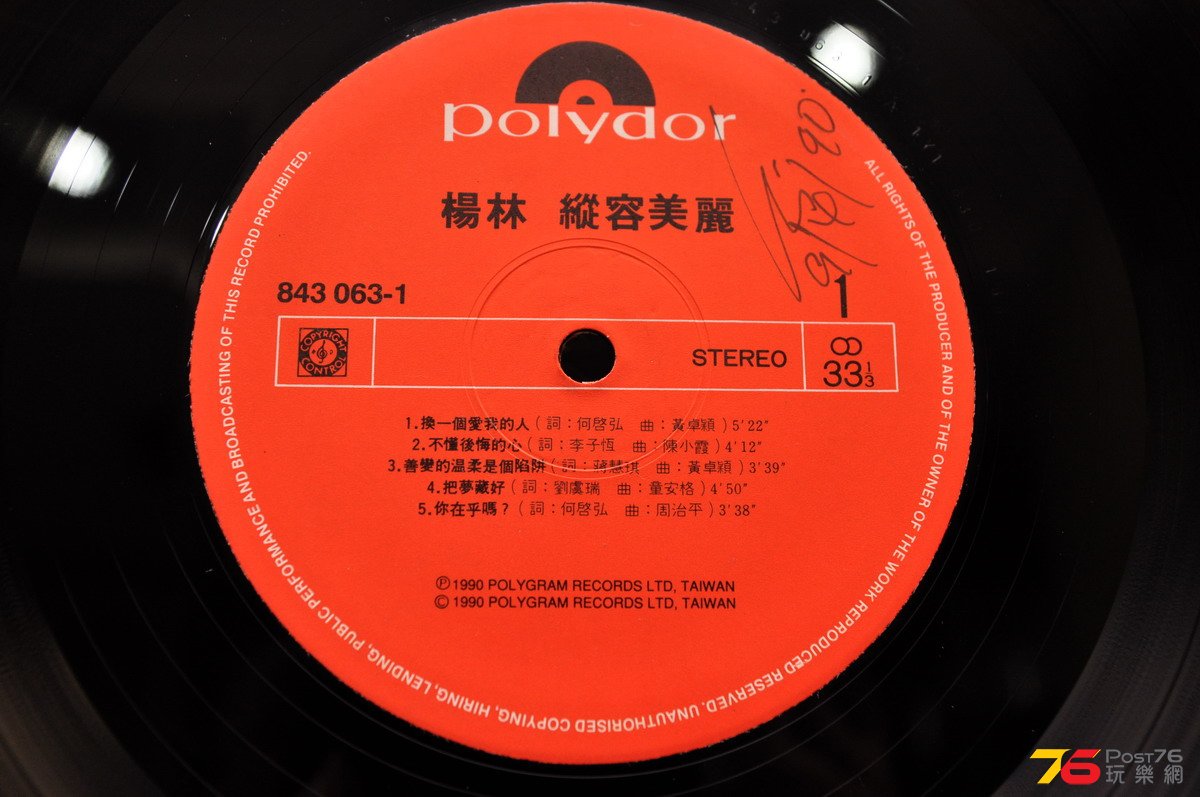 polydor
楊林 縱容美麗
843 063-1
1
COPYRIGHT CONTROL
STEREO
33 1/3
1.換一個愛我的人(詞:何啓弘 曲:黃卓穎)5'22"
2.不懂後悔的心(詞:李子恆 曲:陳小霞)4'12"
3.善變的温柔是個陷阱(詞:蔣慧琪 曲:黃卓穎)3'39"
4.把夢藏好(詞:劉虞瑞 曲:童安格)4'50"
5.你在乎嗎?(詞:何啓弘 曲:周治平)3'38"
Ⓟ1990 POLYGRAM RECORDS LTD, TAIWAN
©1990 POLYGRAM RECORDS LTD, TAIWAN
ALL RIGHTS OF THE PRODUCER AND OF THE OWNER OF THE WORK REPRODUCED RESERVED. UNAUTHORISED COPYING, HIRING, LENDING, PUBLIC PERFORMANCE AND BROADCASTING OF THIS RECORD PROHIBITED.
76 POST76
玩樂網